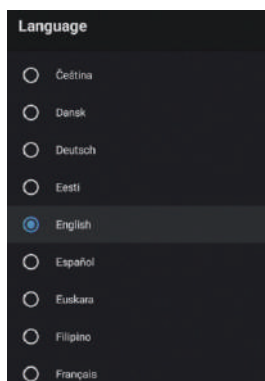 Language
Čeština
Dansk
Deutsch
Eesti
English
Español
Euskara
Filipino
Français